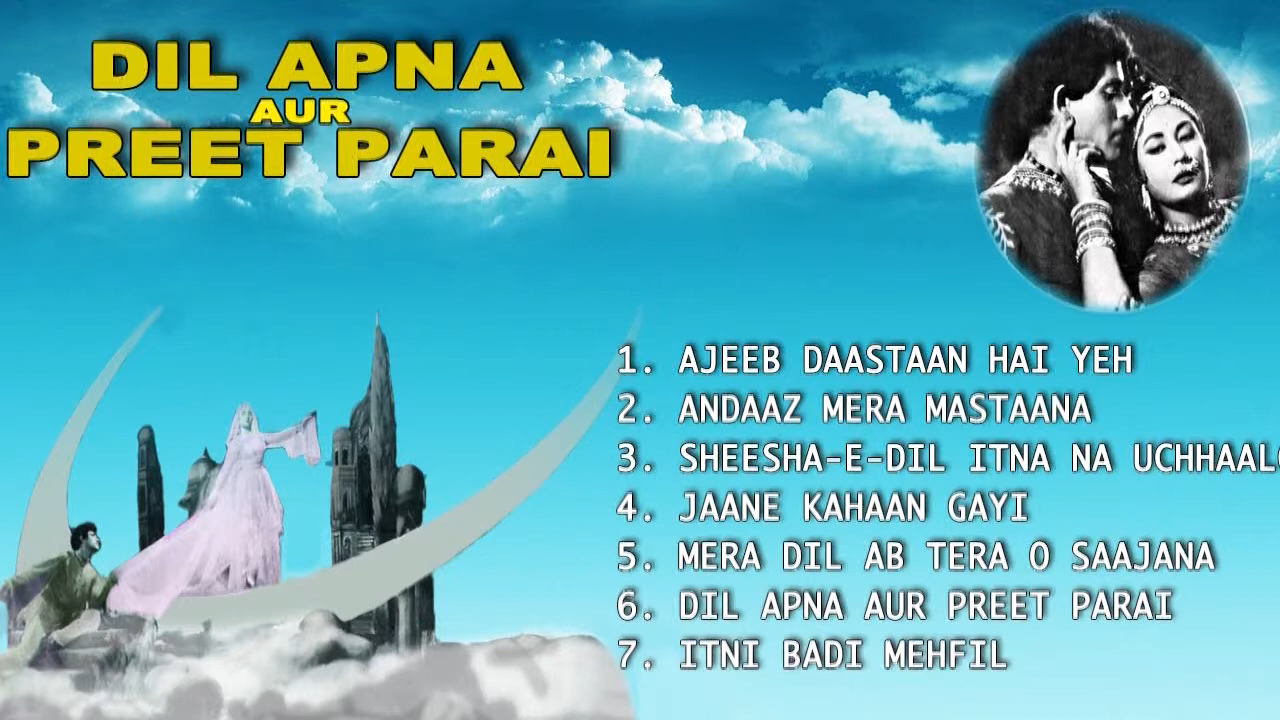 DIL APNA
AUR
PREET PARAI
1. AJEEB DAASTAAN HAI YEH
2. ANDAAZ MERA MASTAANA
3. SHEESHA-E-DIL ITNA NA UCHHAALO
4. JAANE KAHAAN GAYI
5. MERA DIL AB TERA O SAAJANA
6. DIL APNA AUR PREET PARAI
7. ITNI BADI MEHFIL